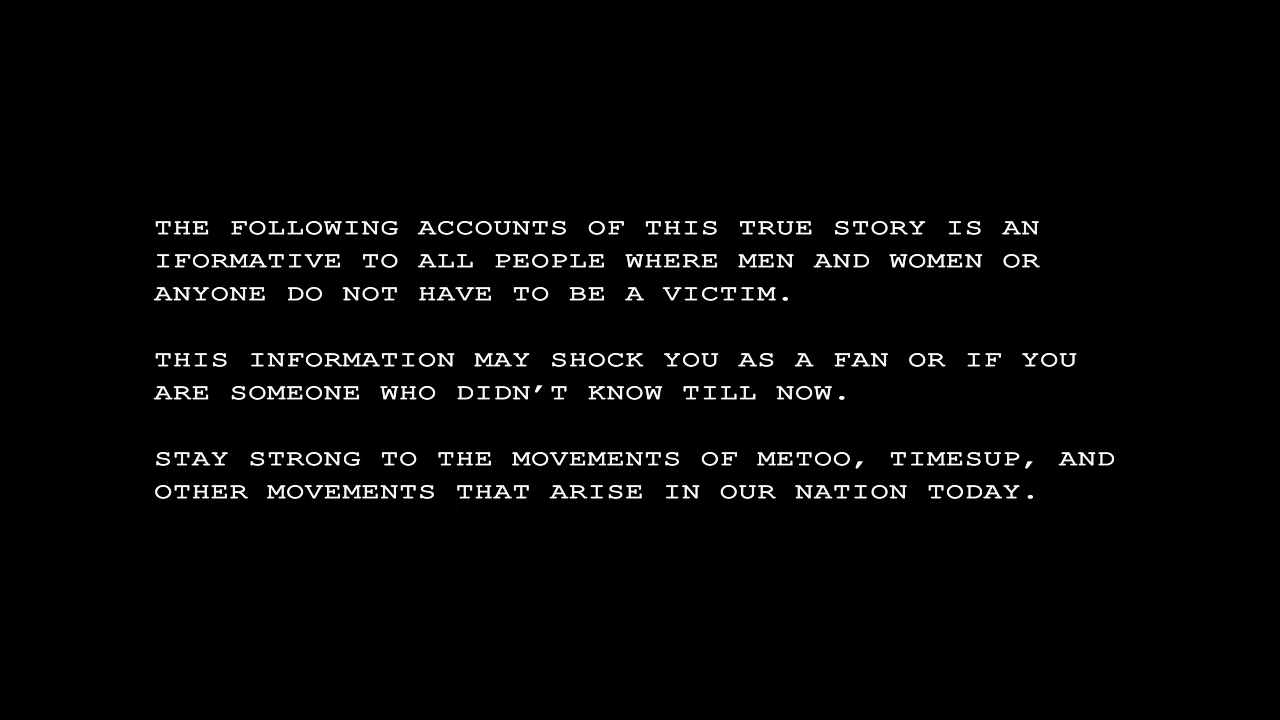 THE FOLLOWING ACCOUNTS OF THIS TRUE STORY IS AN
IFORMATIVE TO ALL PEOPLE WHERE MEN AND WOMEN OR
ANYONE DO NOT HAVE TO BE A VICTIM.
THIS INFORMATION MAY SHOCK YOU AS A FAN OR IF YOU
ARE SOMEONE WHO DIDN’T KNOW TILL NOW.
STAY STRONG TO THE MOVEMENTS OF METOO, TIMESUP, AND
OTHER MOVEMENTS THAT ARISE IN OUR NATION TODAY.